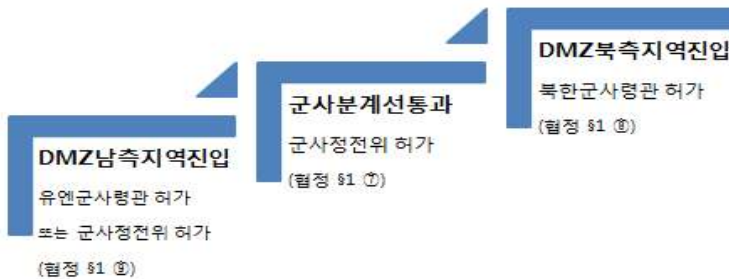 DMZ남측지역진입
유엔군사령관 허가
또는 군사정전위 허가
(협정 §1 ⑨)
군사분계선통과
군사정전위 허가
(협정 §1 ⑦)
DMZ북측지역진입
북한군사령관 허가
(협정 §1 ⑧)